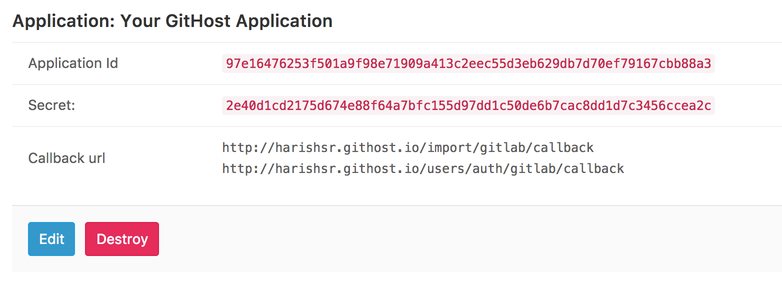 Application: Your GitHost Application
Application Id 97e16476253f501a9f98e71909a413c2eec55d3eb629db7d70ef79167cbb88a3
Secret: 2e40d1cd2175d674e88f64a7bfc155d97dd1c50de6b7cac8dd1d7c3456ccea2c
Callback url
http://harishsr.githost.io/import/gitlab/callback
http://harishsr.githost.io/users/auth/gitlab/callback
Edit Destroy